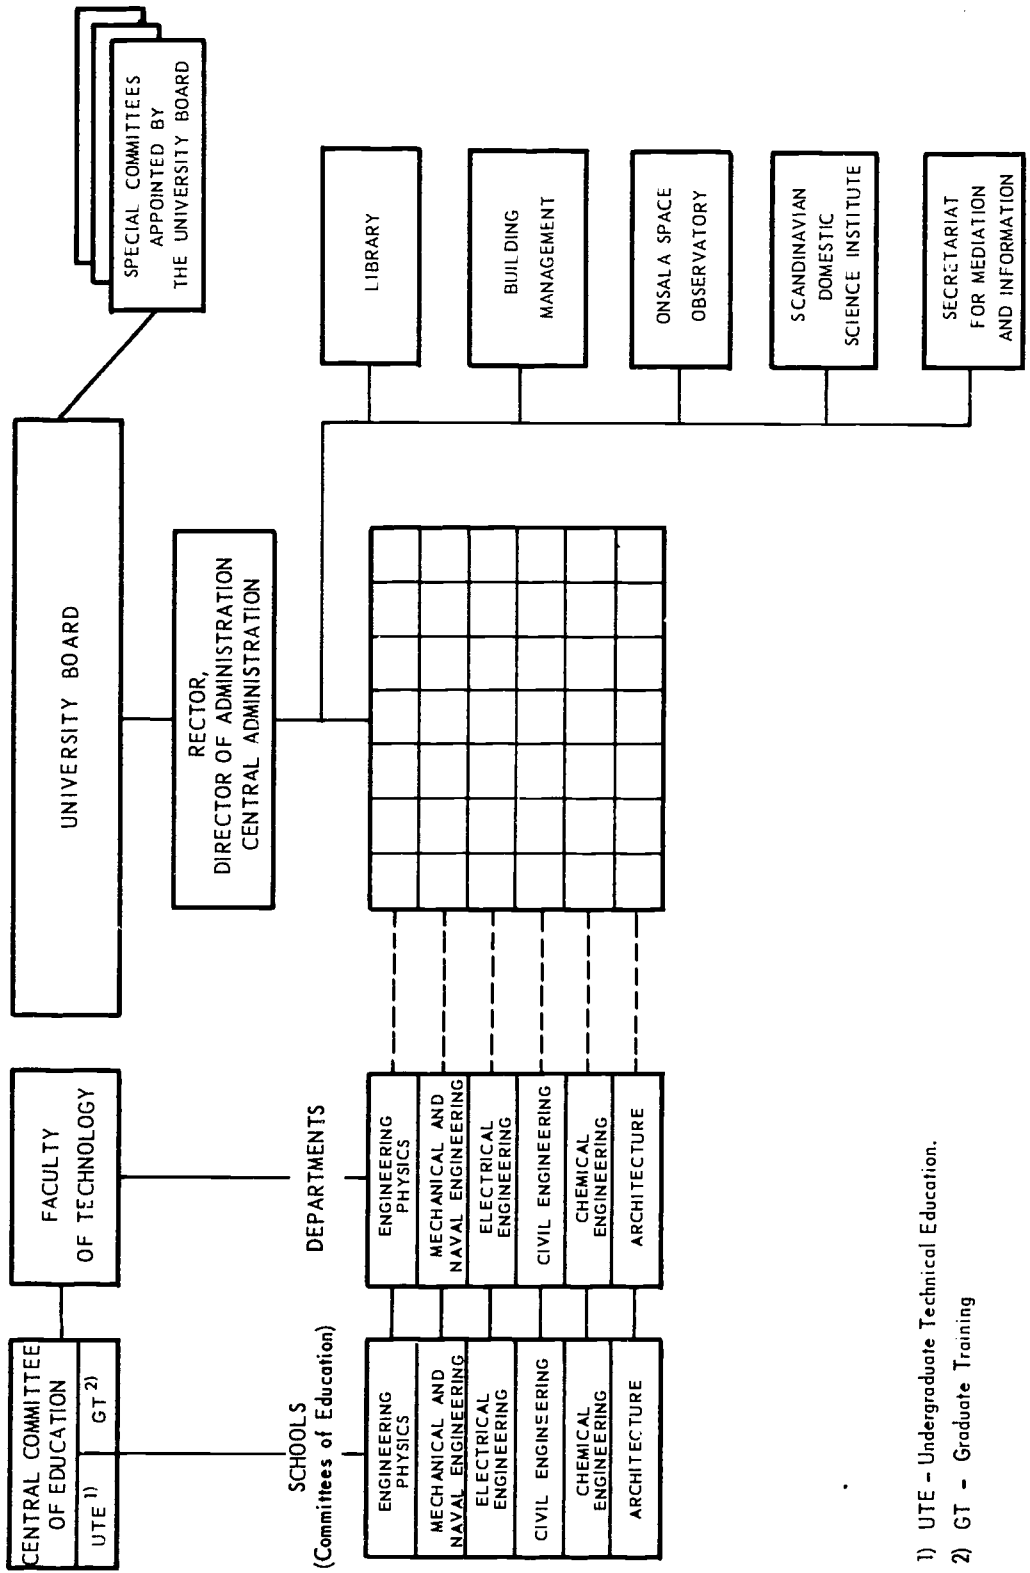 CENTRAL COMMITTEE
OF EDUCATION
UTE 1)
GT 2)
FACULTY
OF TECHNOLOGY
UNIVERSITY BOARD
SPECIAL COMMITTEES
APPOINTED BY
THE UNIVERSITY BOARD
RECTOR,
DIRECTOR OF ADMINISTRATION
CENTRAL ADMINISTRATION
SCHOOLS
(Committees of Education)
DEPARTMENTS
ENGINEERING
PHYSICS
MECHANICAL AND
NAVAL ENGINEERING
ELECTRICAL
ENGINEERING
CIVIL ENGINEERING
CHEMICAL
ENGINEERING
ARCHITECTURE
ENGINEERING
PHYSICS
MECHANICAL AND
NAVAL ENGINEERING
ELECTRICAL
ENGINEERING
CIVIL ENGINEERING
CHEMICAL
ENGINEERING
ARCHITECTURE
LIBRARY
BUILDING
MANAGEMENT
ONSALA SPACE
OBSERVATORY
SCANDINAVIAN
DOMESTIC
SCIENCE INSTITUTE
SECRETARIAT
FOR MEDIATION
AND INFORMATION
1) UTE – Undergraduate Technical Education.
2) GT – Graduate Training